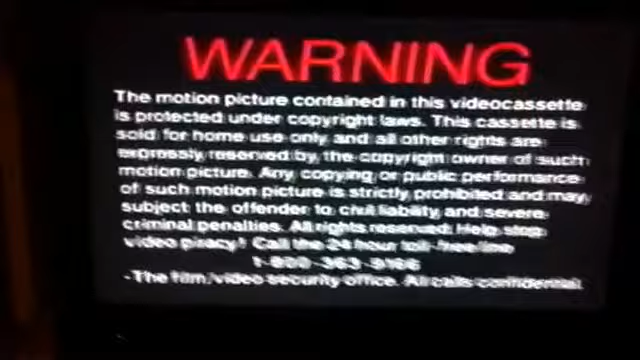 WARNING
The motion picture contained in this videocassette
is protected under copyright laws. This cassette is
sold for home use only and all other rights are
expressly reserved by the copyright owner of such
motion picture. Any copying or public performance
of such motion picture is strictly prohibited and may
subject the offender to civil liability and severe
criminal penalties. All rights reserved. Help stop
video piracy! Call the 24 hour toll-free line
1-800-363-9166
-The film/video security office. All calls confidential.